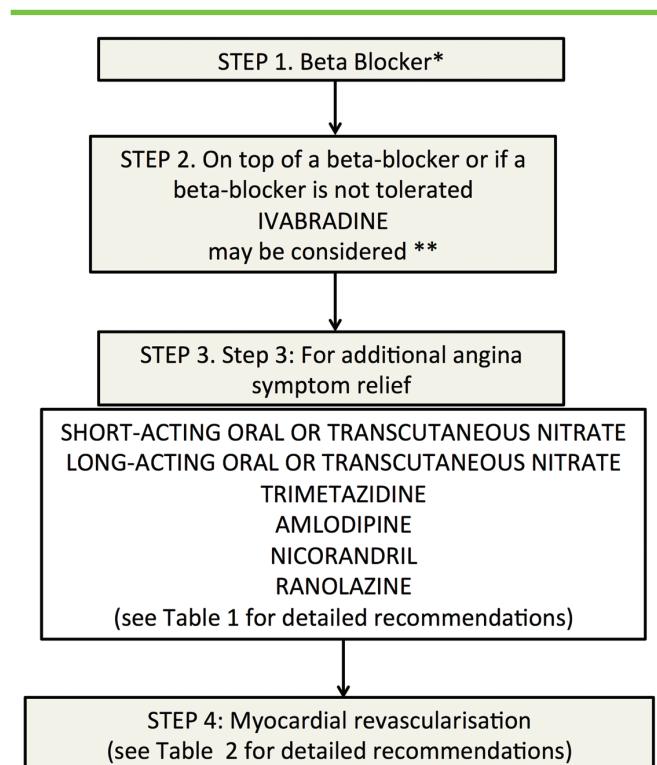 STEP 1. Beta Blocker*
STEP 2. On top of a beta-blocker or if a
beta-blocker is not tolerated
IVABRADINE
may be considered **
STEP 3. Step 3: For additional angina
symptom relief
SHORT-ACTING ORAL OR TRANSCUTANEOUS NITRATE
LONG-ACTING ORAL OR TRANSCUTANEOUS NITRATE
TRIMETAZIDINE
AMLODIPINE
NICORANDRIL
RANOLAZINE
(see Table 1 for detailed recommendations)
STEP 4: Myocardial revascularisation
(see Table 2 for detailed recommendations)